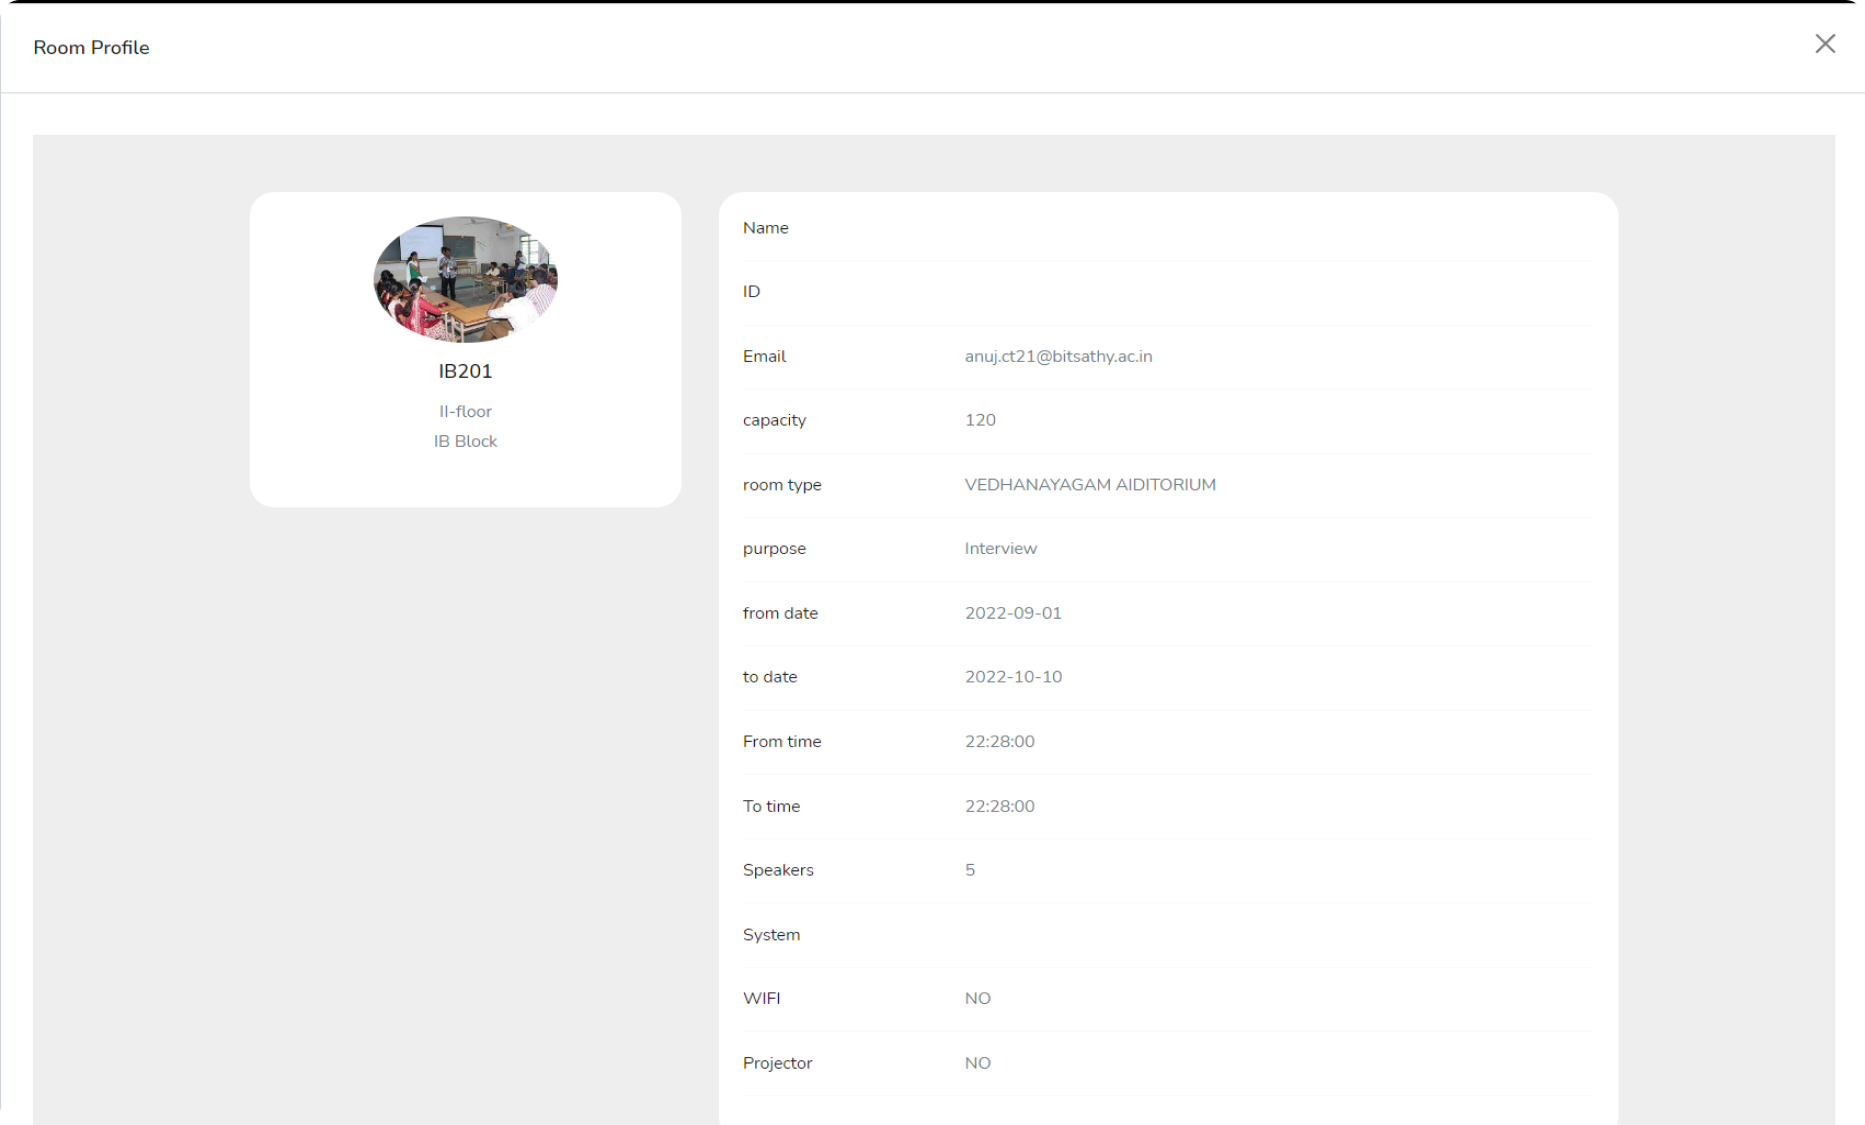 Room Profile
IB201
II-floor
IB Block
Name
ID
Email anuj.ct21@bitsathy.ac.in
capacity 120
room type VEDHANAYAGAM AIDITORIUM
purpose Interview
from date 2022-09-01
to date 2022-10-10
From time 22:28:00
To time 22:28:00
Speakers 5
System
WIFI NO
Projector NO